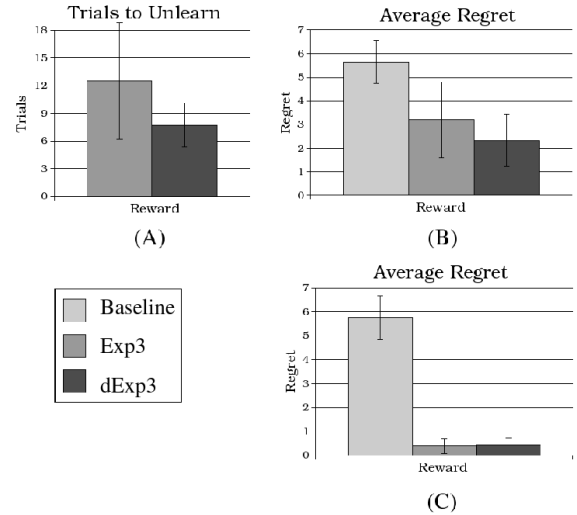 Trials to Unlearn
18
15
12
9
6
3
0
Trials
Reward
(A)
Average Regret
7
6
5
4
3
2
1
0
Regret
Reward
(B)
Baseline
Exp3
dExp3
Average Regret
7
6
5
4
3
2
1
0
Regret
Reward
(C)